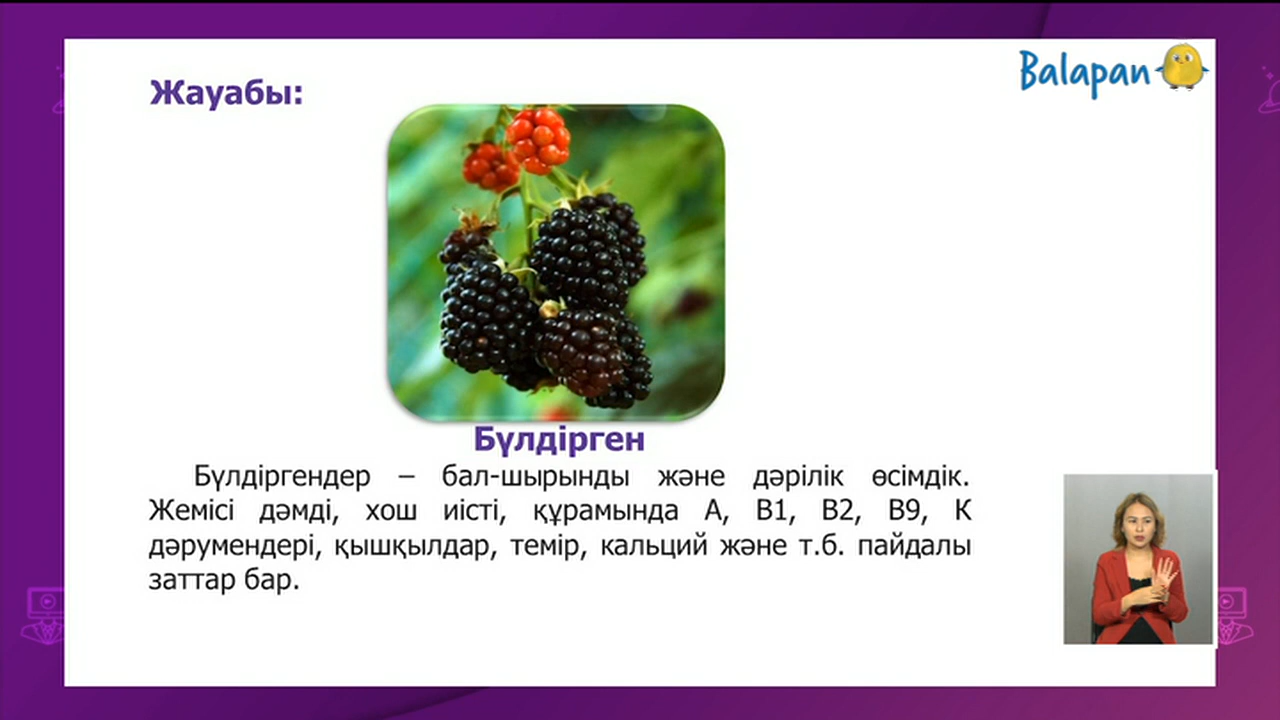 Balapan
Жауабы:
Бүлдірген
Бүлдіргендер – бал-шырынды және дәрілік өсімдік.
Жемісі дәмді, хош иісті, құрамында А, В1, В2, В9, К
дәрумендері, қышқылдар, темір, кальций және т.б. пайдалы
заттар бар.